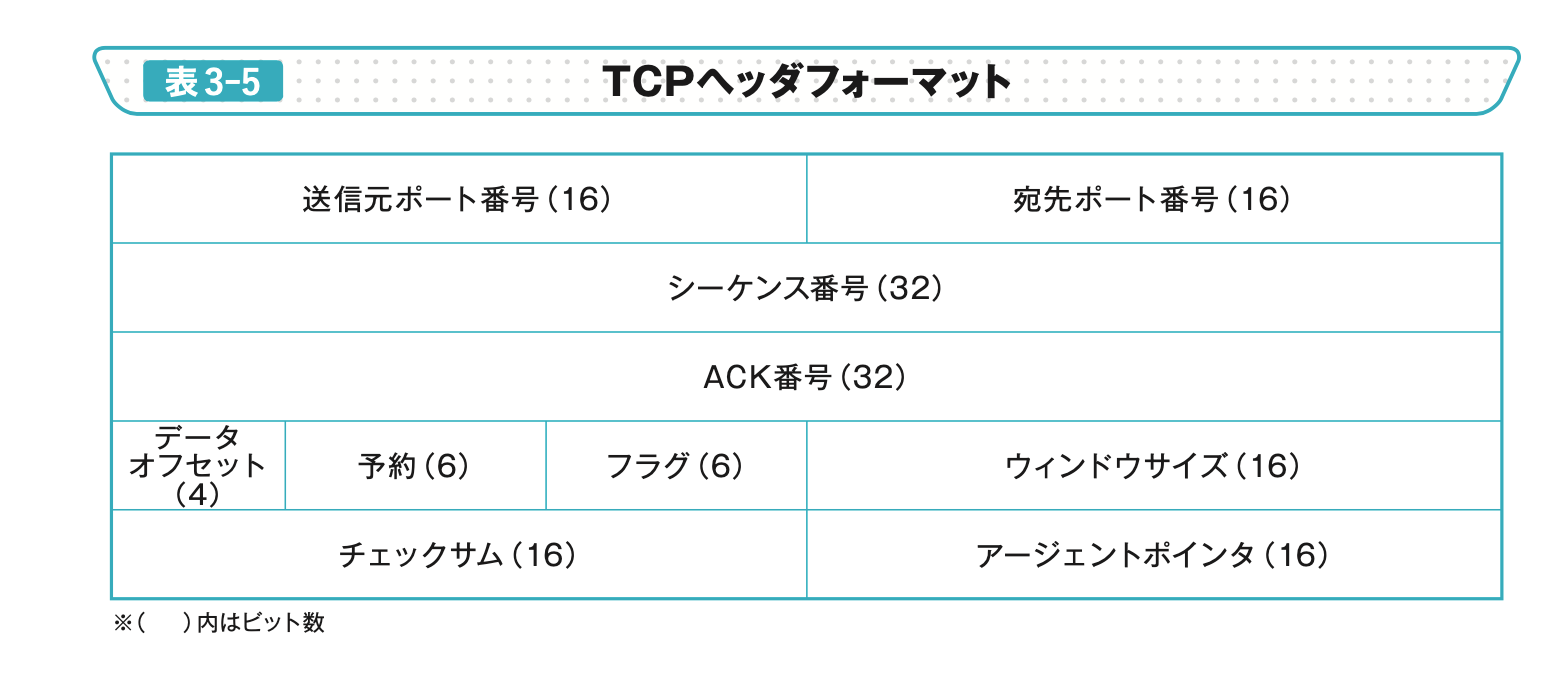 表3-5
TCPヘッダフォーマット
送信元ポート番号（16）
宛先ポート番号（16）
シーケンス番号（32）
ACK番号（32）
データ
オフセット
（4）
予約（6）
フラグ（6）
ウィンドウサイズ（16）
チェックサム（16）
アージェントポインタ（16）
※（　）内はビット数